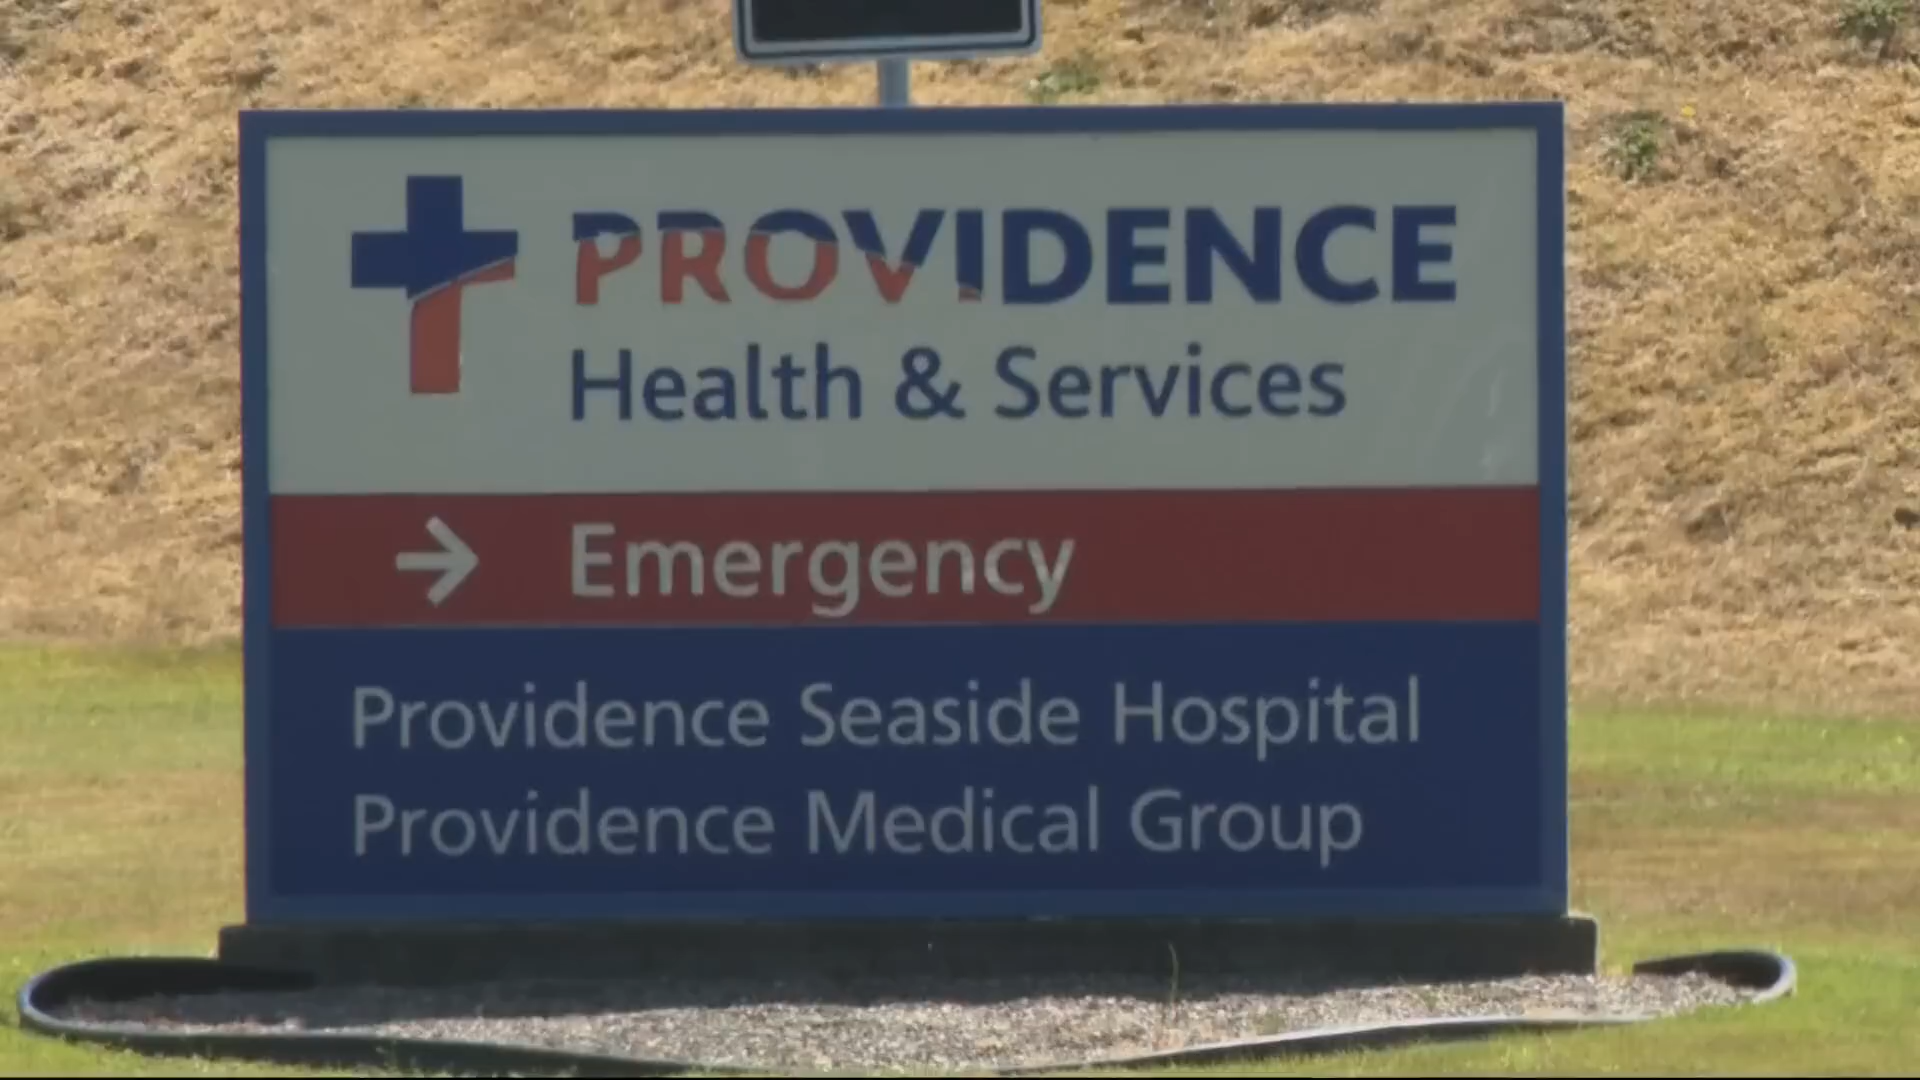 PROVIDENCE
Health & Services
→ Emergency
Providence Seaside Hospital
Providence Medical Group